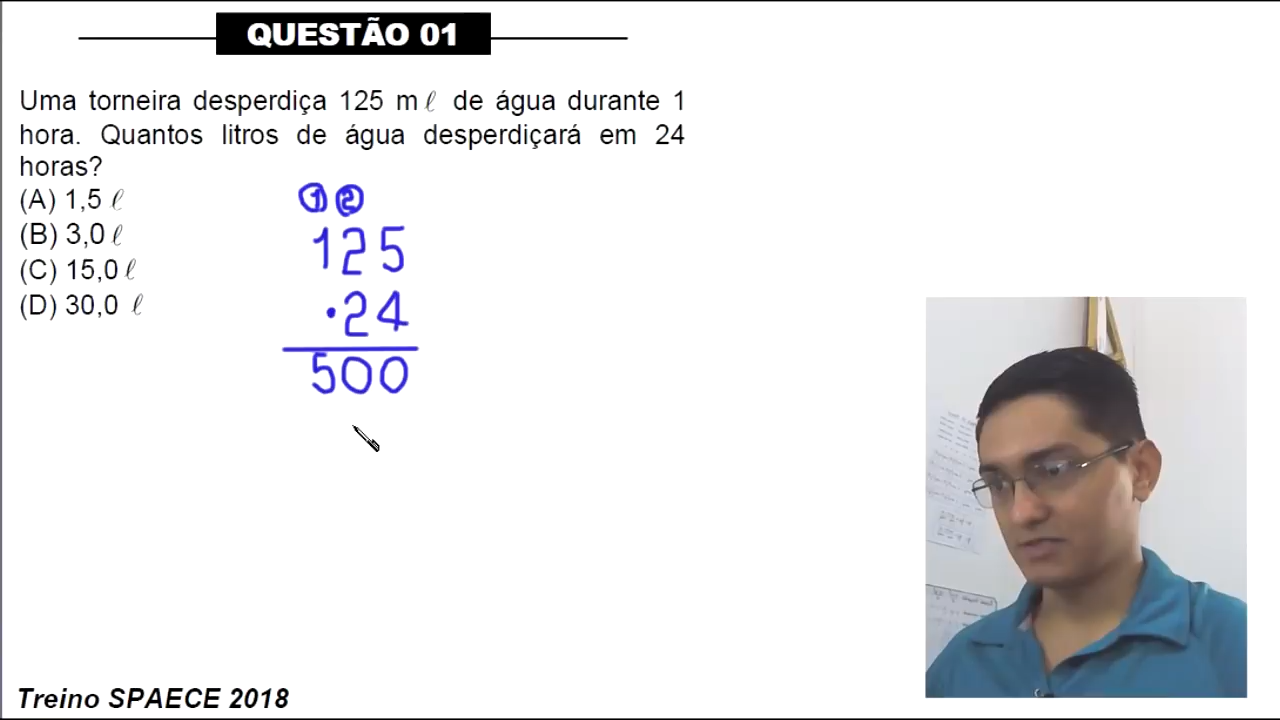 QUESTÃO 01
Uma torneira desperdiça 125 mℓ de água durante 1
hora. Quantos litros de água desperdiçará em 24
horas?
(A) 1,5 ℓ
(B) 3,0 ℓ
(C) 15,0 ℓ
(D) 30,0 ℓ
1 2
125
.24
500
Treino SPAECE 2018